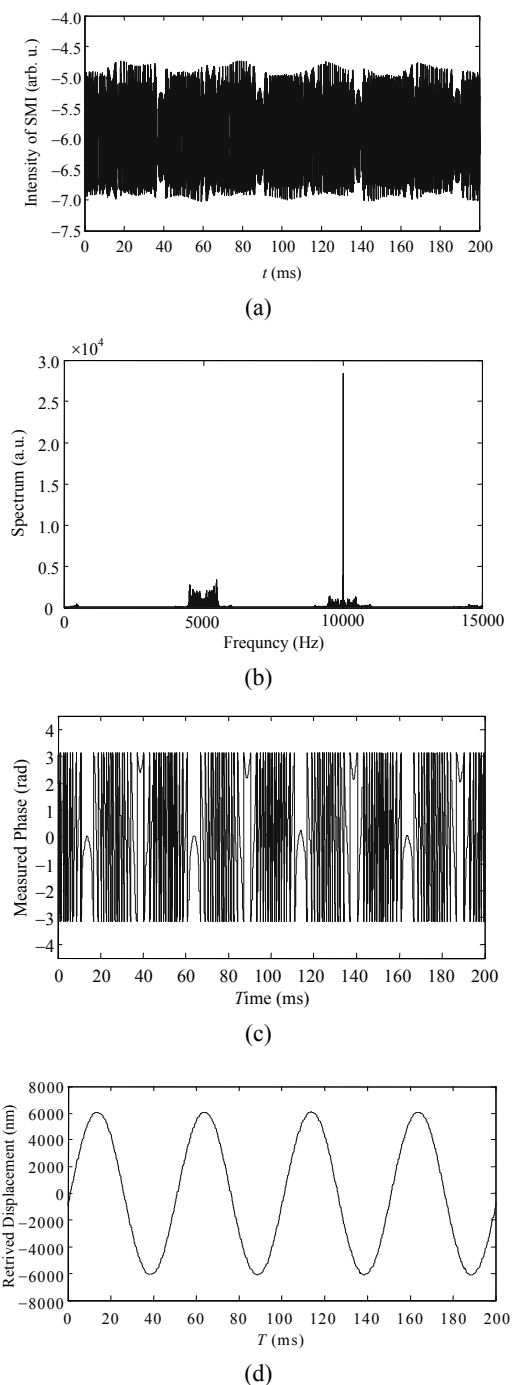 −4.0
−4.5
−5.0
−5.5
−6.0
−6.5
−7.0
−7.5
Intensity of SMI (arb. u.)
0 20 40 60 80 100 120 140 160 180 200
t (ms)
(a)
×10⁴
3.0
2.5
2.0
1.5
1.0
0.5
0
Spectrum (a.u.)
0 5000 10000 15000
Frequncy (Hz)
(b)
4
3
2
1
0
−1
−2
−3
−4
Measured Phase (rad)
0 20 40 60 80 100 120 140 160 180 200
Time (ms)
(c)
8000
6000
4000
2000
0
−2000
−4000
−6000
−8000
Retrived Displacement (nm)
0 20 40 60 80 100 120 140 160 180 200
T (ms)
(d)